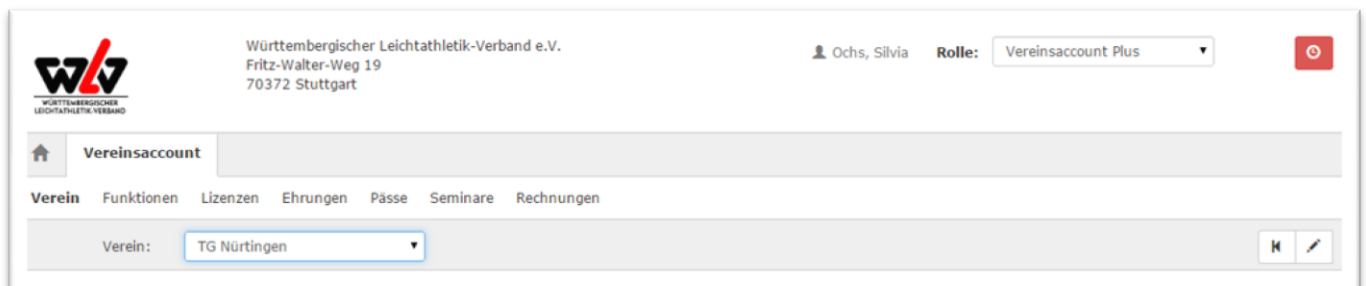 WLV
WÜRTTEMBERGISCHER
LEICHTATHLETIK-VERBAND
Württembergischer Leichtathletik-Verband e.V.
Fritz-Walter-Weg 19
70372 Stuttgart
Ochs, Silvia Rolle: Vereinsaccount Plus
Vereinsaccount
Verein Funktionen Lizenzen Ehrungen Pässe Seminare Rechnungen
Verein: TG Nürtingen